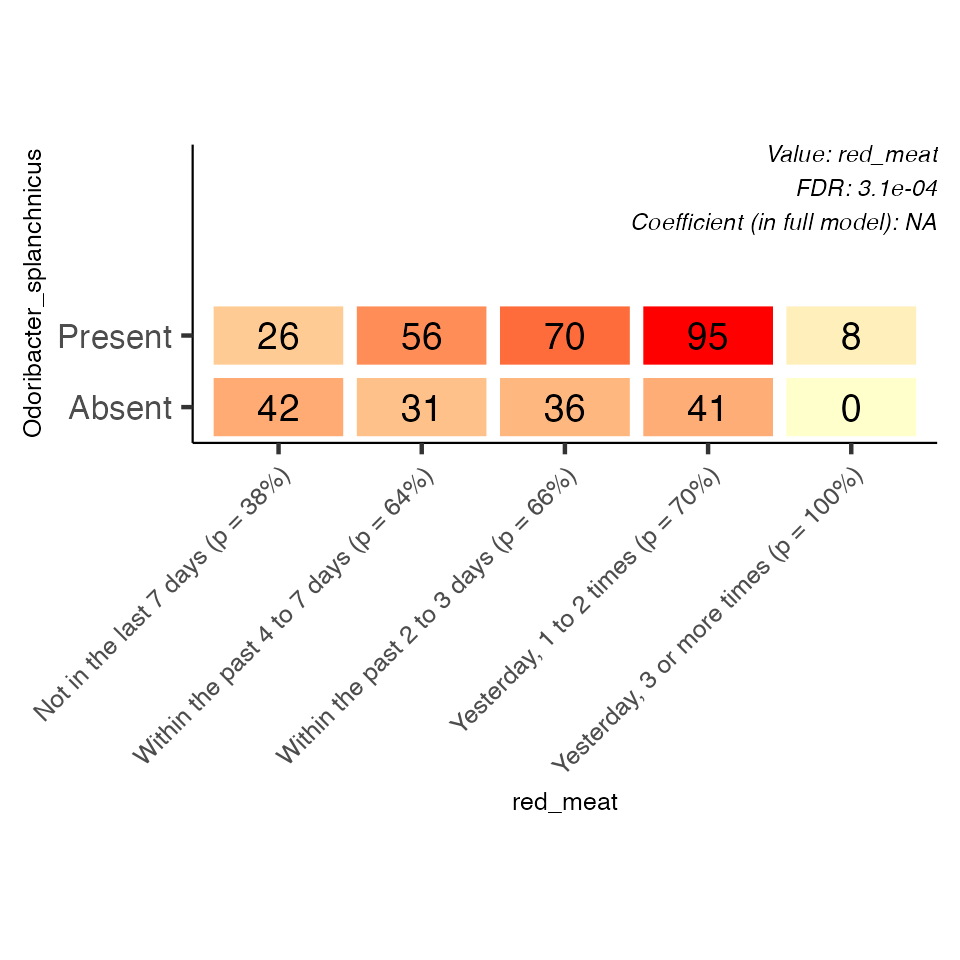 Value: red_meat
FDR: 3.1e-04
Coefficient (in full model): NA
Odoribacter_splanchnicus
Present 26 56 70 95 8
Absent 42 31 36 41 0
Not in the last 7 days (p = 38%)
Within the past 4 to 7 days (p = 64%)
Within the past 2 to 3 days (p = 66%)
Yesterday, 1 to 2 times (p = 70%)
Yesterday, 3 or more times (p = 100%)
red_meat